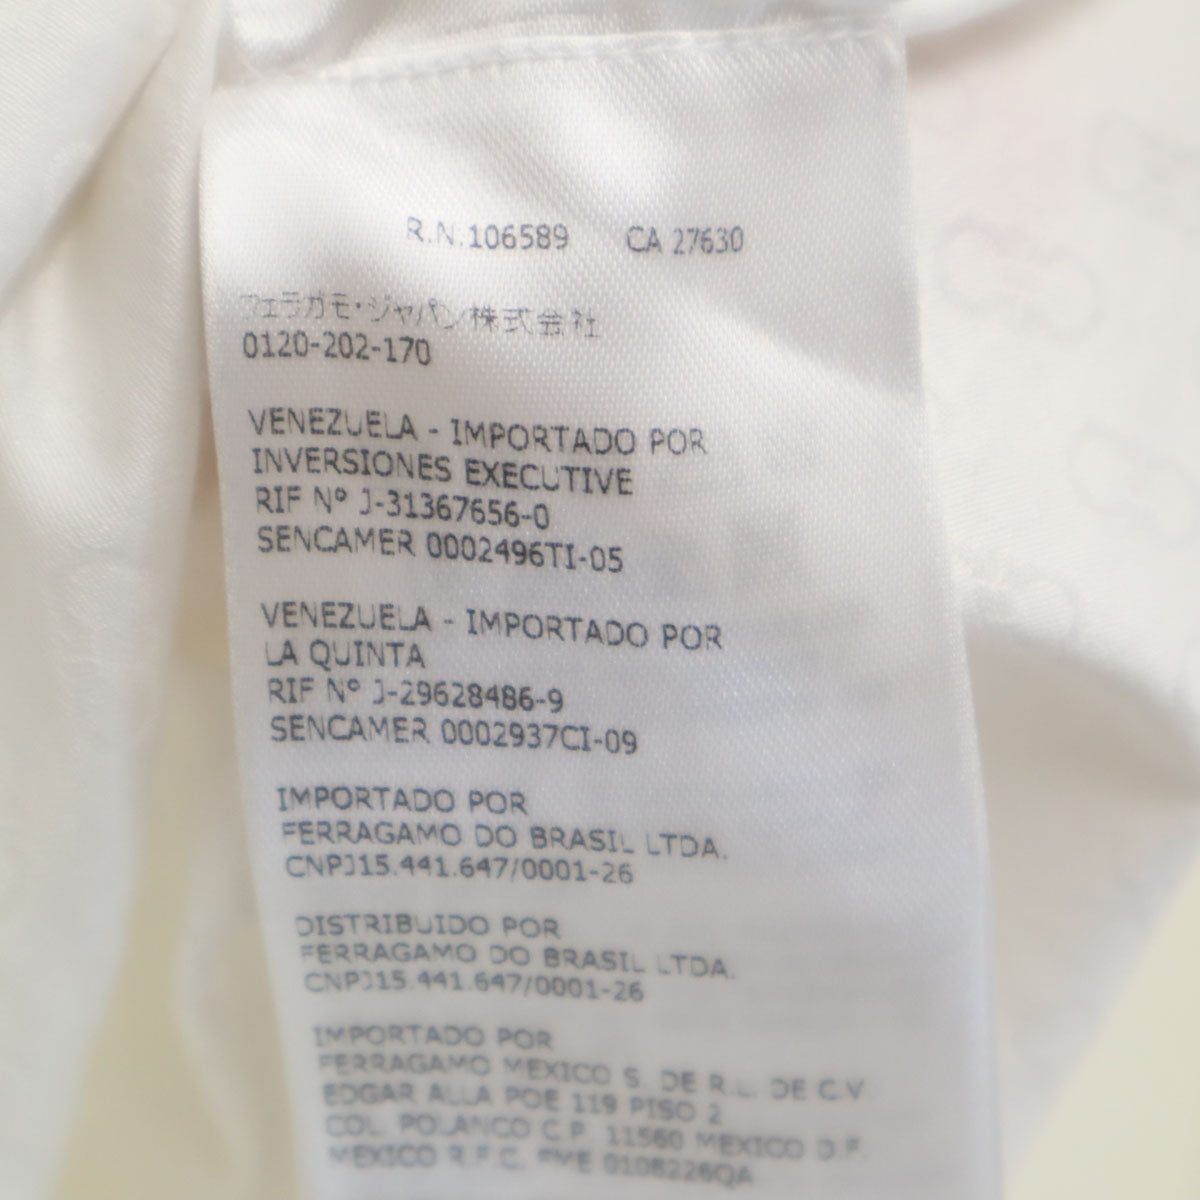 R.N.106589 CA 27630
フェラガモ・ジャパン株式会社
0120-202-170
VENEZUELA - IMPORTADO POR
INVERSIONES EXECUTIVE
RIF Nº J-31367656-0
SENCAMER 0002496TI-05
VENEZUELA - IMPORTADO POR
LA QUINTA
RIF Nº J-29628486-9
SENCAMER 0002937CI-09
IMPORTADO POR
FERRAGAMO DO BRASIL LTDA.
CNPJ15.441.647/0001-26
DISTRIBUIDO POR
FERRAGAMO DO BRASIL LTDA.
CNPJ15.441.647/0001-26
IMPORTADO POR
FERRAGAMO MEXICO S. DE R.L. DE C.V.
EDGAR ALLA POE 119 PISO 2
COL. POLANCO C.P. 11560 MEXICO D.F.
MEXICO R.F.C. FME 0108226QA